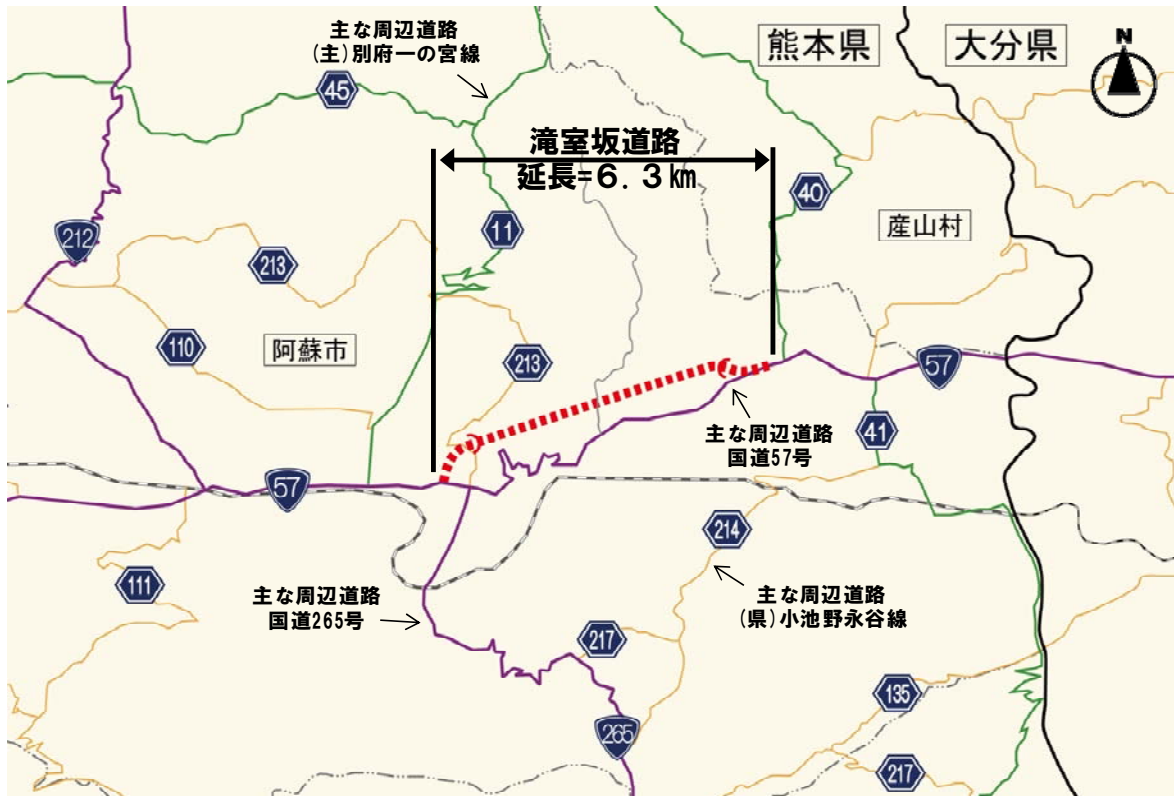 主な周辺道路
(主)別府一の宮線
熊本県
大分県
N
45
滝室坂道路
延長=6.3㎞
40
11
212
213
産山村
110
阿蘇市
213
57
主な周辺道路
国道57号
41
57
214
111
主な周辺道路
国道265号
主な周辺道路
(県)小池野永谷線
217
135
265
217